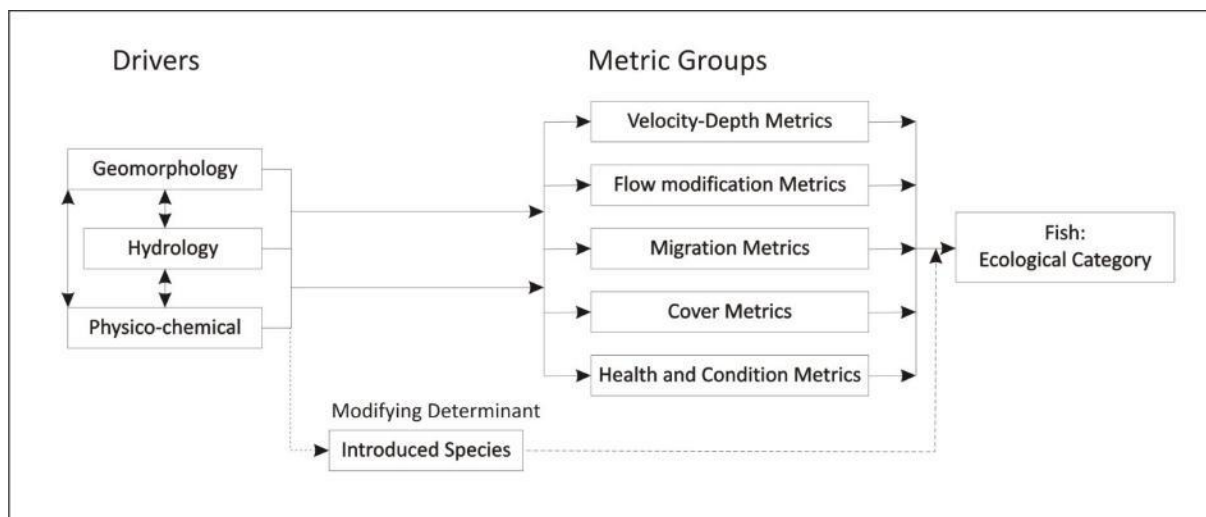 Drivers
Metric Groups
Velocity-Depth Metrics
Geomorphology
Flow modification Metrics
Hydrology
Migration Metrics
Fish:
Ecological Category
Physico-chemical
Cover Metrics
Health and Condition Metrics
Modifying Determinant
Introduced Species